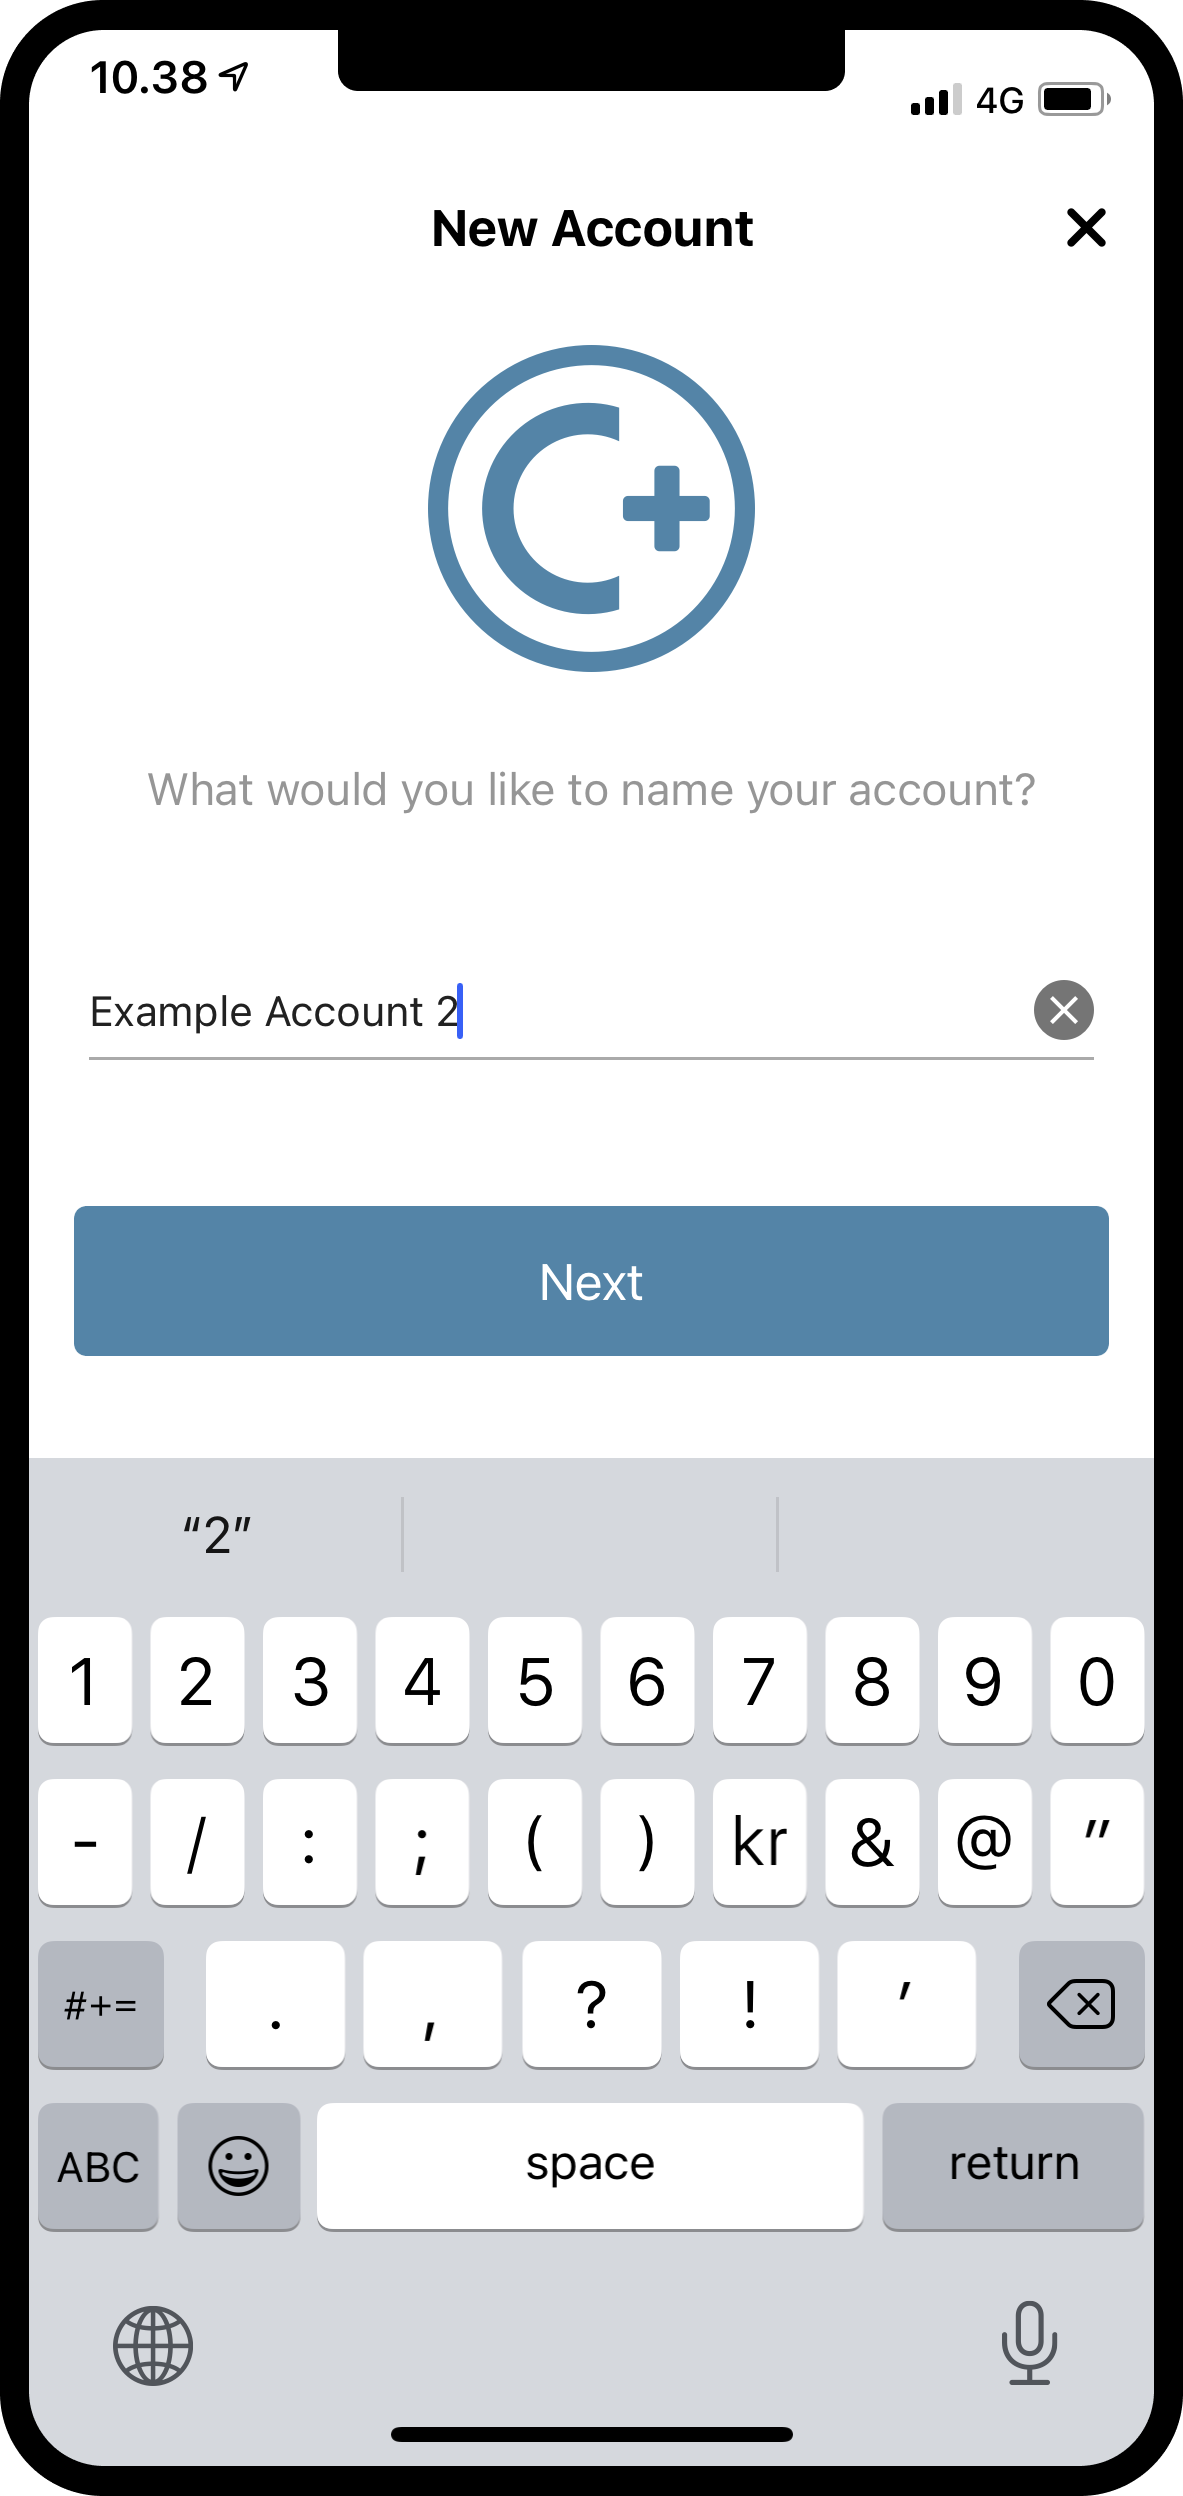 10.38
4G
New Account
What would you like to name your account?
Example Account 2
Next
“2”
1 2 3 4 5 6 7 8 9 0
- / : ; ( ) kr & @ "
#+= . , ? ! '
ABC space return